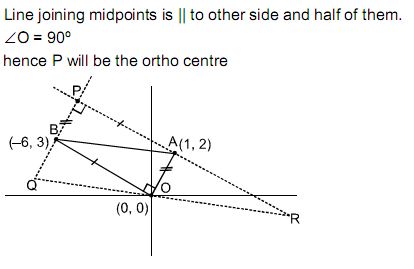 Line joining midpoints is || to other side and half of them.
∠O = 90º
hence P will be the ortho centre
P
B
(–6, 3)
A(1, 2)
Q
O
(0, 0)
R